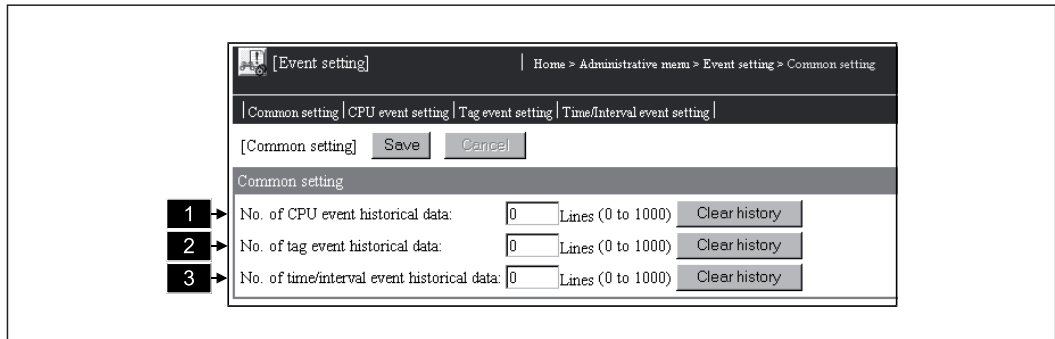 [Event setting] | Home > Administrative menu > Event setting > Common setting
| Common setting | CPU event setting | Tag event setting | Time/Interval event setting |
[Common setting] Save Cancel
Common setting
1 No. of CPU event historical data: 0 Lines (0 to 1000) Clear history
2 No. of tag event historical data: 0 Lines (0 to 1000) Clear history
3 No. of time/interval event historical data: 0 Lines (0 to 1000) Clear history